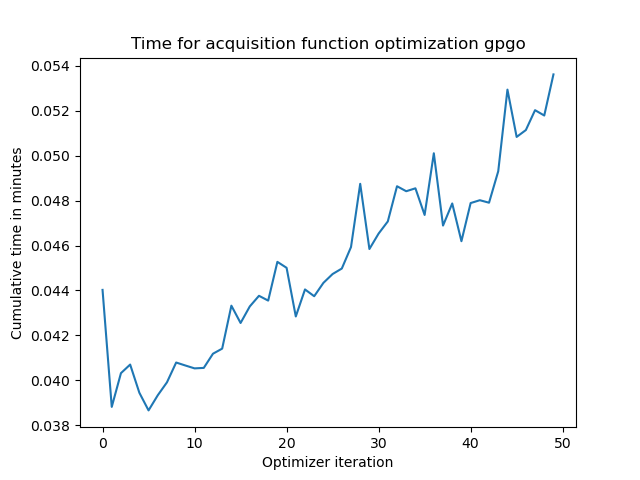 Time for acquisition function optimization gpgo
0.054
0.052
0.050
0.048
0.046
0.044
0.042
0.040
0.038
Cumulative time in minutes
0 10 20 30 40 50
Optimizer iteration